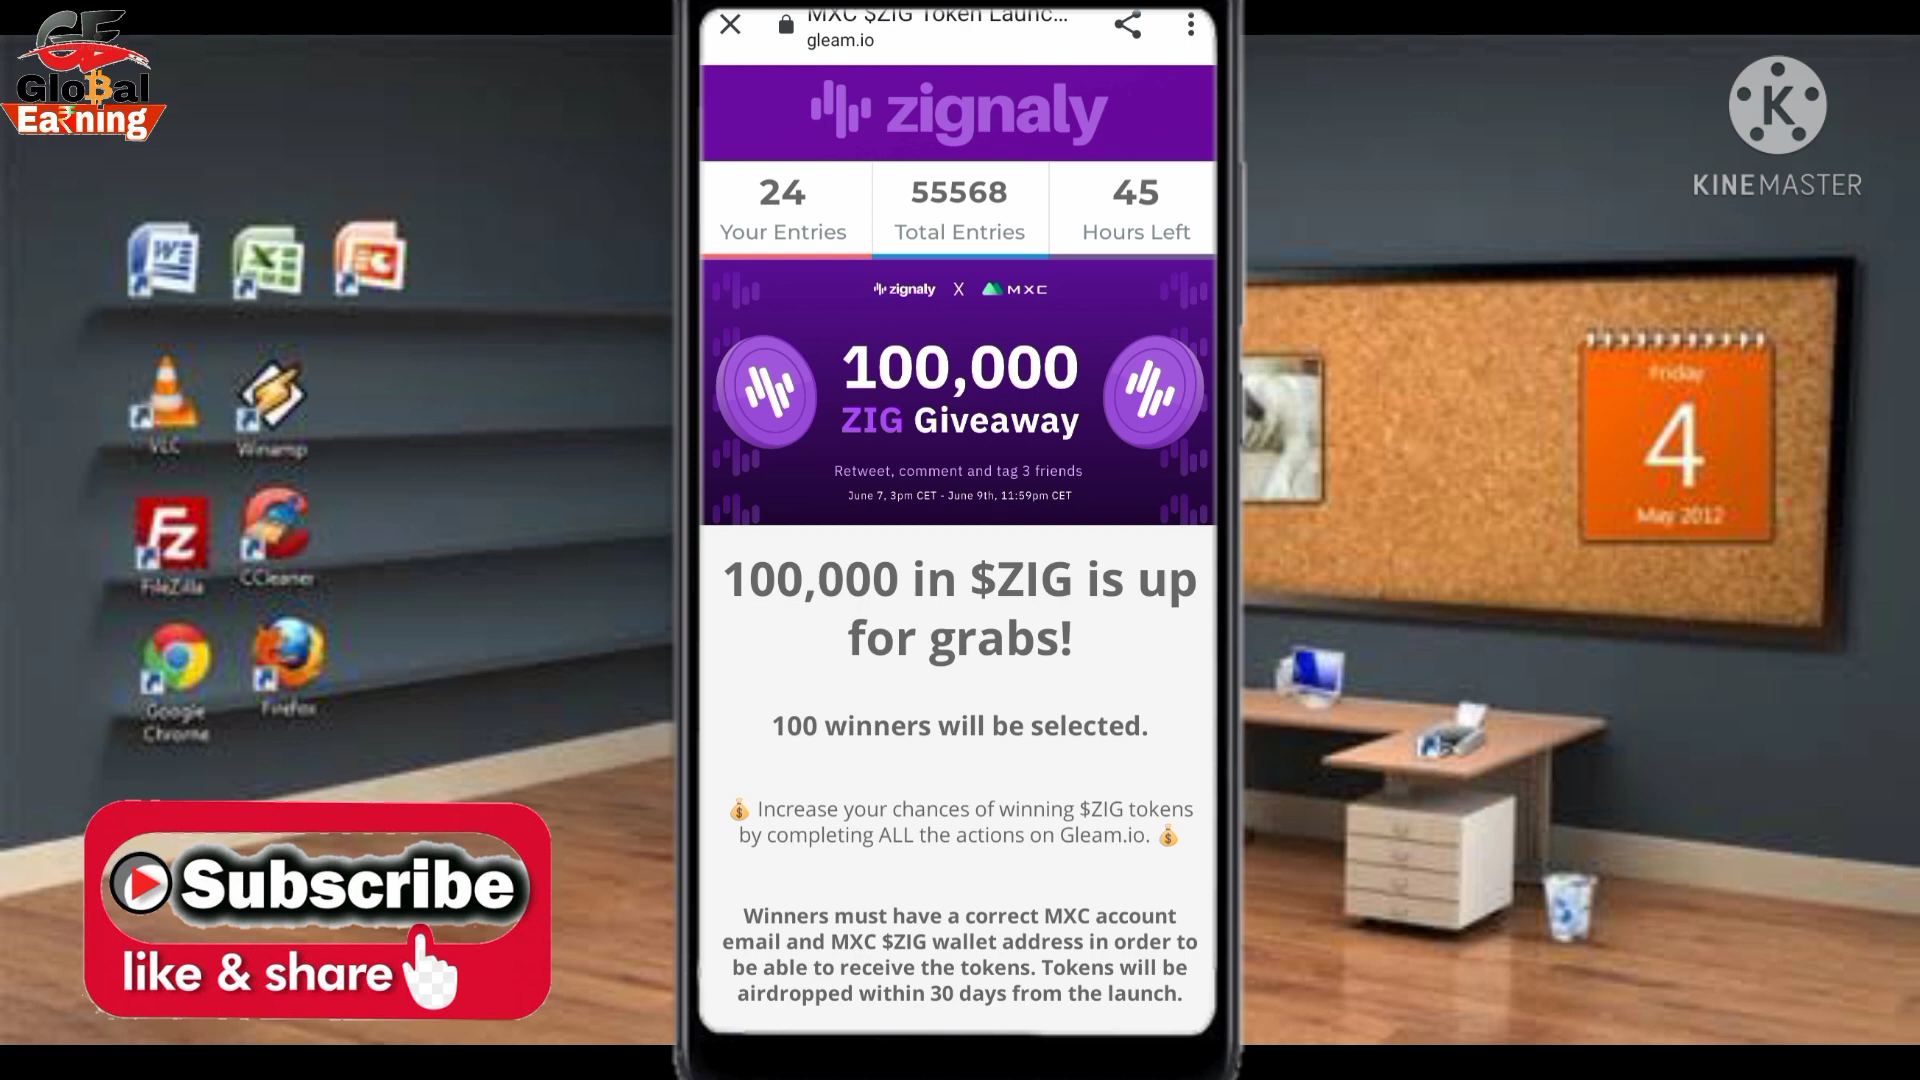 GE
Global
Earning
MXC $ZIG Token Launc...
gleam.io
zignaly
24
Your Entries
55568
Total Entries
45
Hours Left
zignaly X MXC
100,000
ZIG Giveaway
Retweet, comment and tag 3 friends
June 7, 3pm CET - June 9th, 11:59pm CET
100,000 in $ZIG is up
for grabs!
100 winners will be selected.
💰 Increase your chances of winning $ZIG tokens
by completing ALL the actions on Gleam.io. 💰
Winners must have a correct MXC account
email and MXC $ZIG wallet address in order to
be able to receive the tokens. Tokens will be
airdropped within 30 days from the launch.
K
KINEMASTER
Friday
4
May 2012
VLC
Winamp
Fz
FileZilla
CCleaner
Google
Chrome
Firefox
Subscribe
like & share